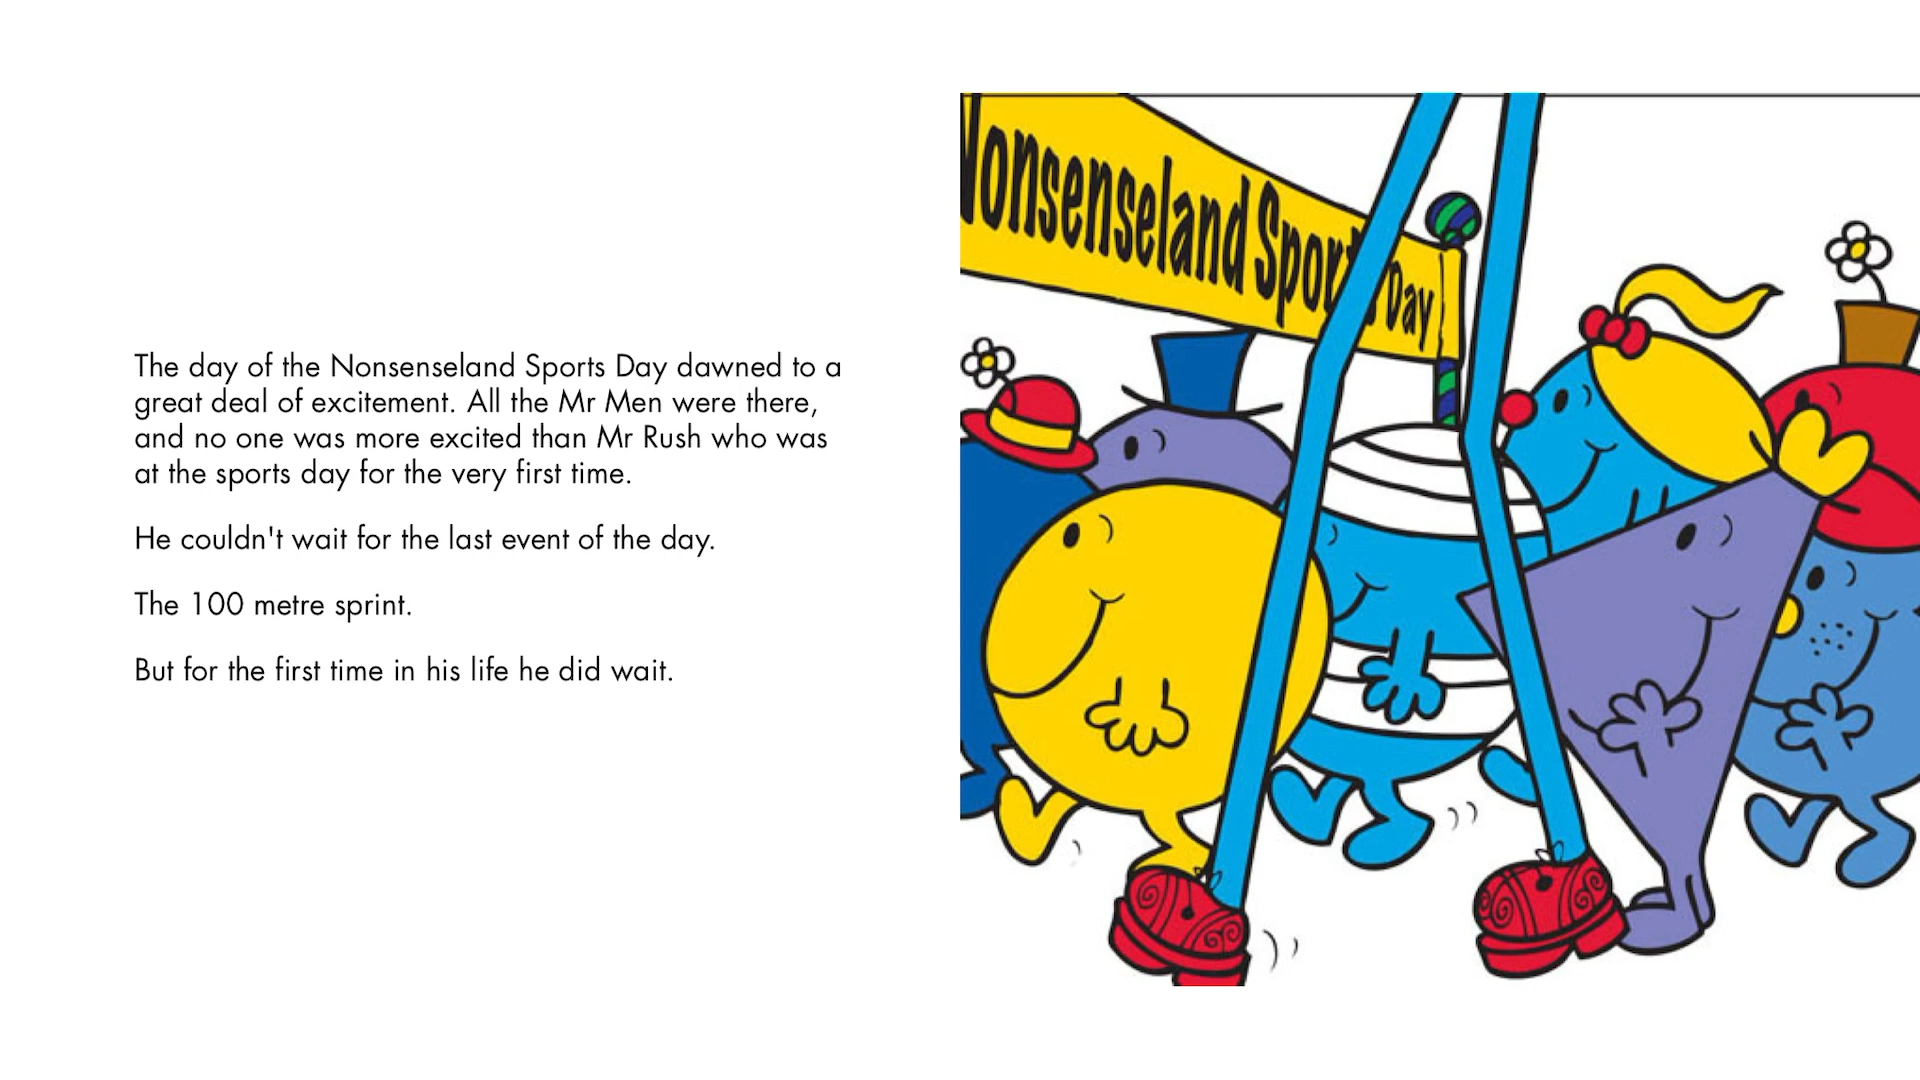 The day of the Nonsenseland Sports Day dawned to a
great deal of excitement. All the Mr Men were there,
and no one was more excited than Mr Rush who was
at the sports day for the very first time.
He couldn't wait for the last event of the day.
The 100 metre sprint.
But for the first time in his life he did wait.
Nonsenseland Sports Day